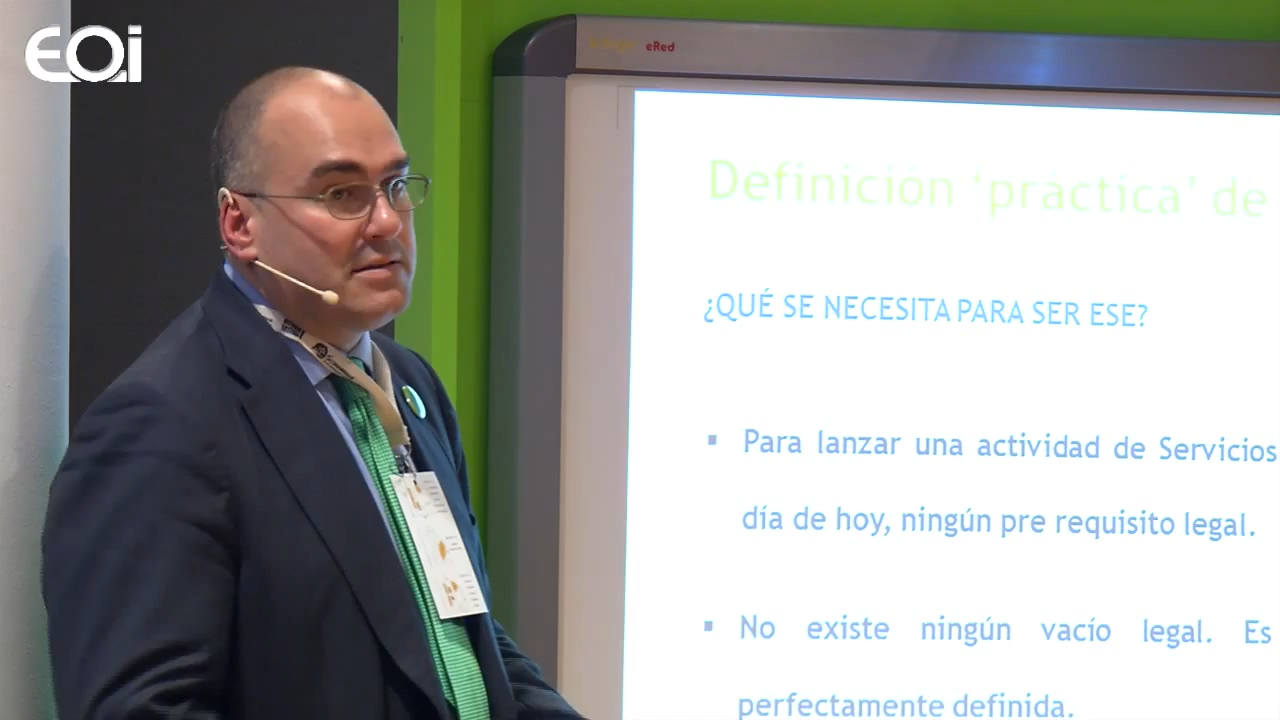 EOi
eRed
Definición ‘práctica’ de
¿QUÉ SE NECESITA PARA SER ESE?
▪ Para lanzar una actividad de Servicios
día de hoy, ningún pre requisito legal.
▪ No existe ningún vacío legal. Es
perfectamente definida.